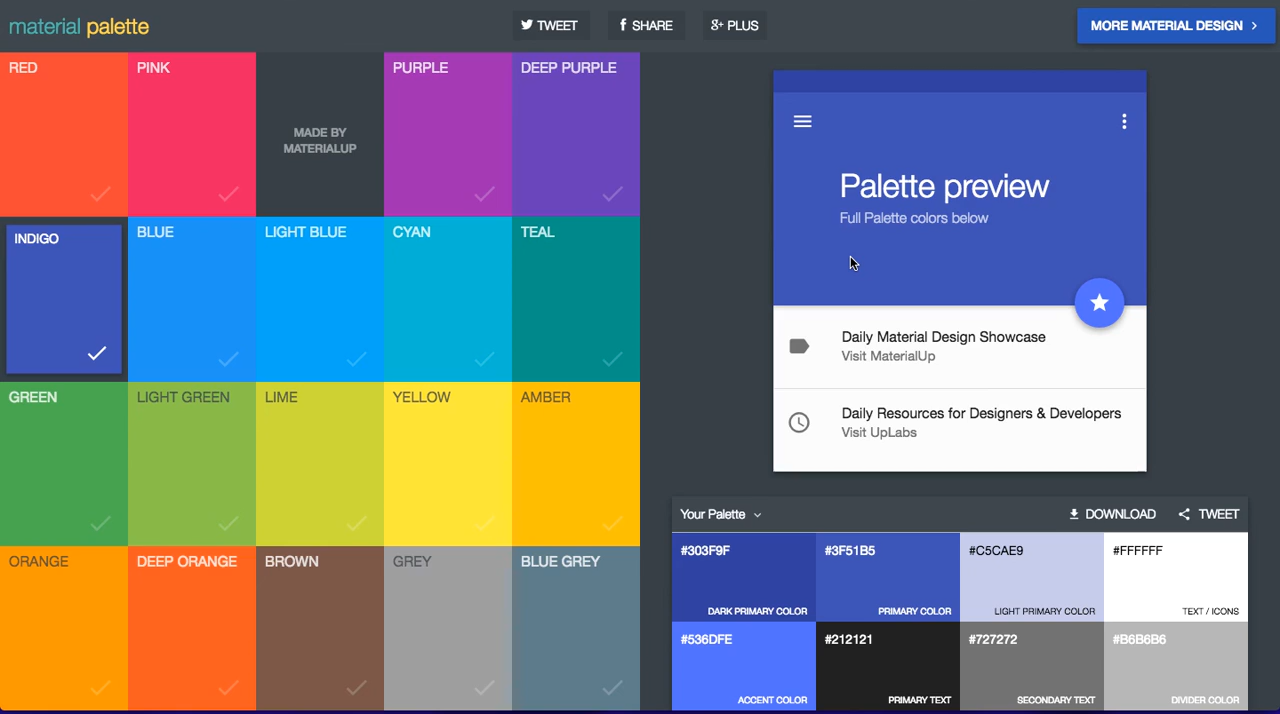 material palette
TWEET
SHARE
PLUS
MORE MATERIAL DESIGN
RED
PINK
MADE BY
MATERIALUP
PURPLE
DEEP PURPLE
INDIGO
BLUE
LIGHT BLUE
CYAN
TEAL
GREEN
LIGHT GREEN
LIME
YELLOW
AMBER
ORANGE
DEEP ORANGE
BROWN
GREY
BLUE GREY
Palette preview
Full Palette colors below
Daily Material Design Showcase
Visit MaterialUp
Daily Resources for Designers & Developers
Visit UpLabs
Your Palette
DOWNLOAD
TWEET
#303F9F
DARK PRIMARY COLOR
#3F51B5
PRIMARY COLOR
#C5CAE9
LIGHT PRIMARY COLOR
#FFFFFF
TEXT / ICONS
#536DFE
ACCENT COLOR
#212121
PRIMARY TEXT
#727272
SECONDARY TEXT
#B6B6B6
DIVIDER COLOR